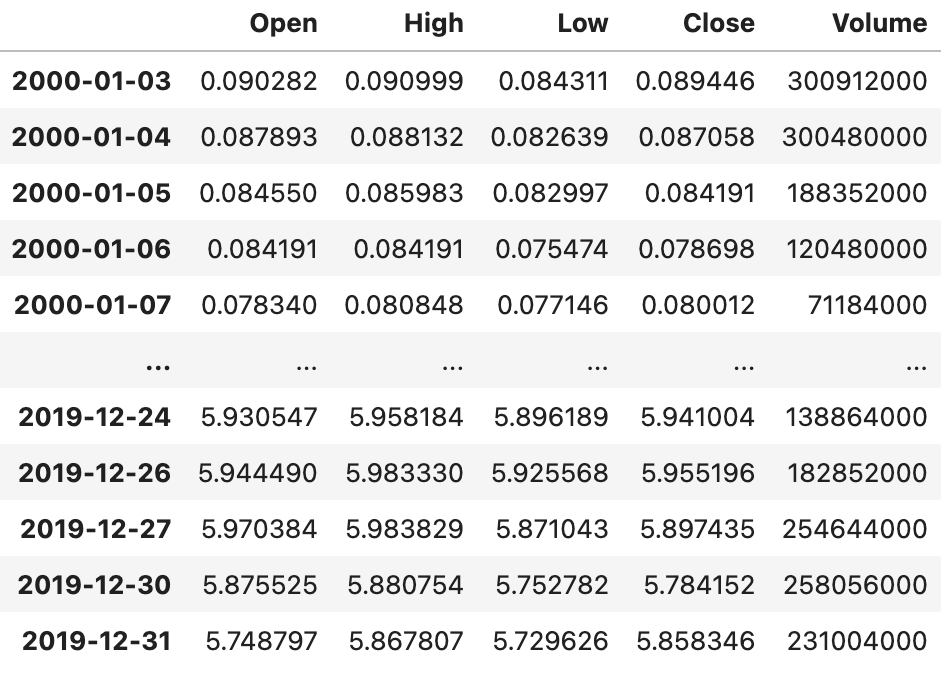 Open High Low Close Volume
2000-01-03 0.090282 0.090999 0.084311 0.089446 300912000
2000-01-04 0.087893 0.088132 0.082639 0.087058 300480000
2000-01-05 0.084550 0.085983 0.082997 0.084191 188352000
2000-01-06 0.084191 0.084191 0.075474 0.078698 120480000
2000-01-07 0.078340 0.080848 0.077146 0.080012 71184000
... ... ... ... ... ...
2019-12-24 5.930547 5.958184 5.896189 5.941004 138864000
2019-12-26 5.944490 5.983330 5.925568 5.955196 182852000
2019-12-27 5.970384 5.983829 5.871043 5.897435 254644000
2019-12-30 5.875525 5.880754 5.752782 5.784152 258056000
2019-12-31 5.748797 5.867807 5.729626 5.858346 231004000